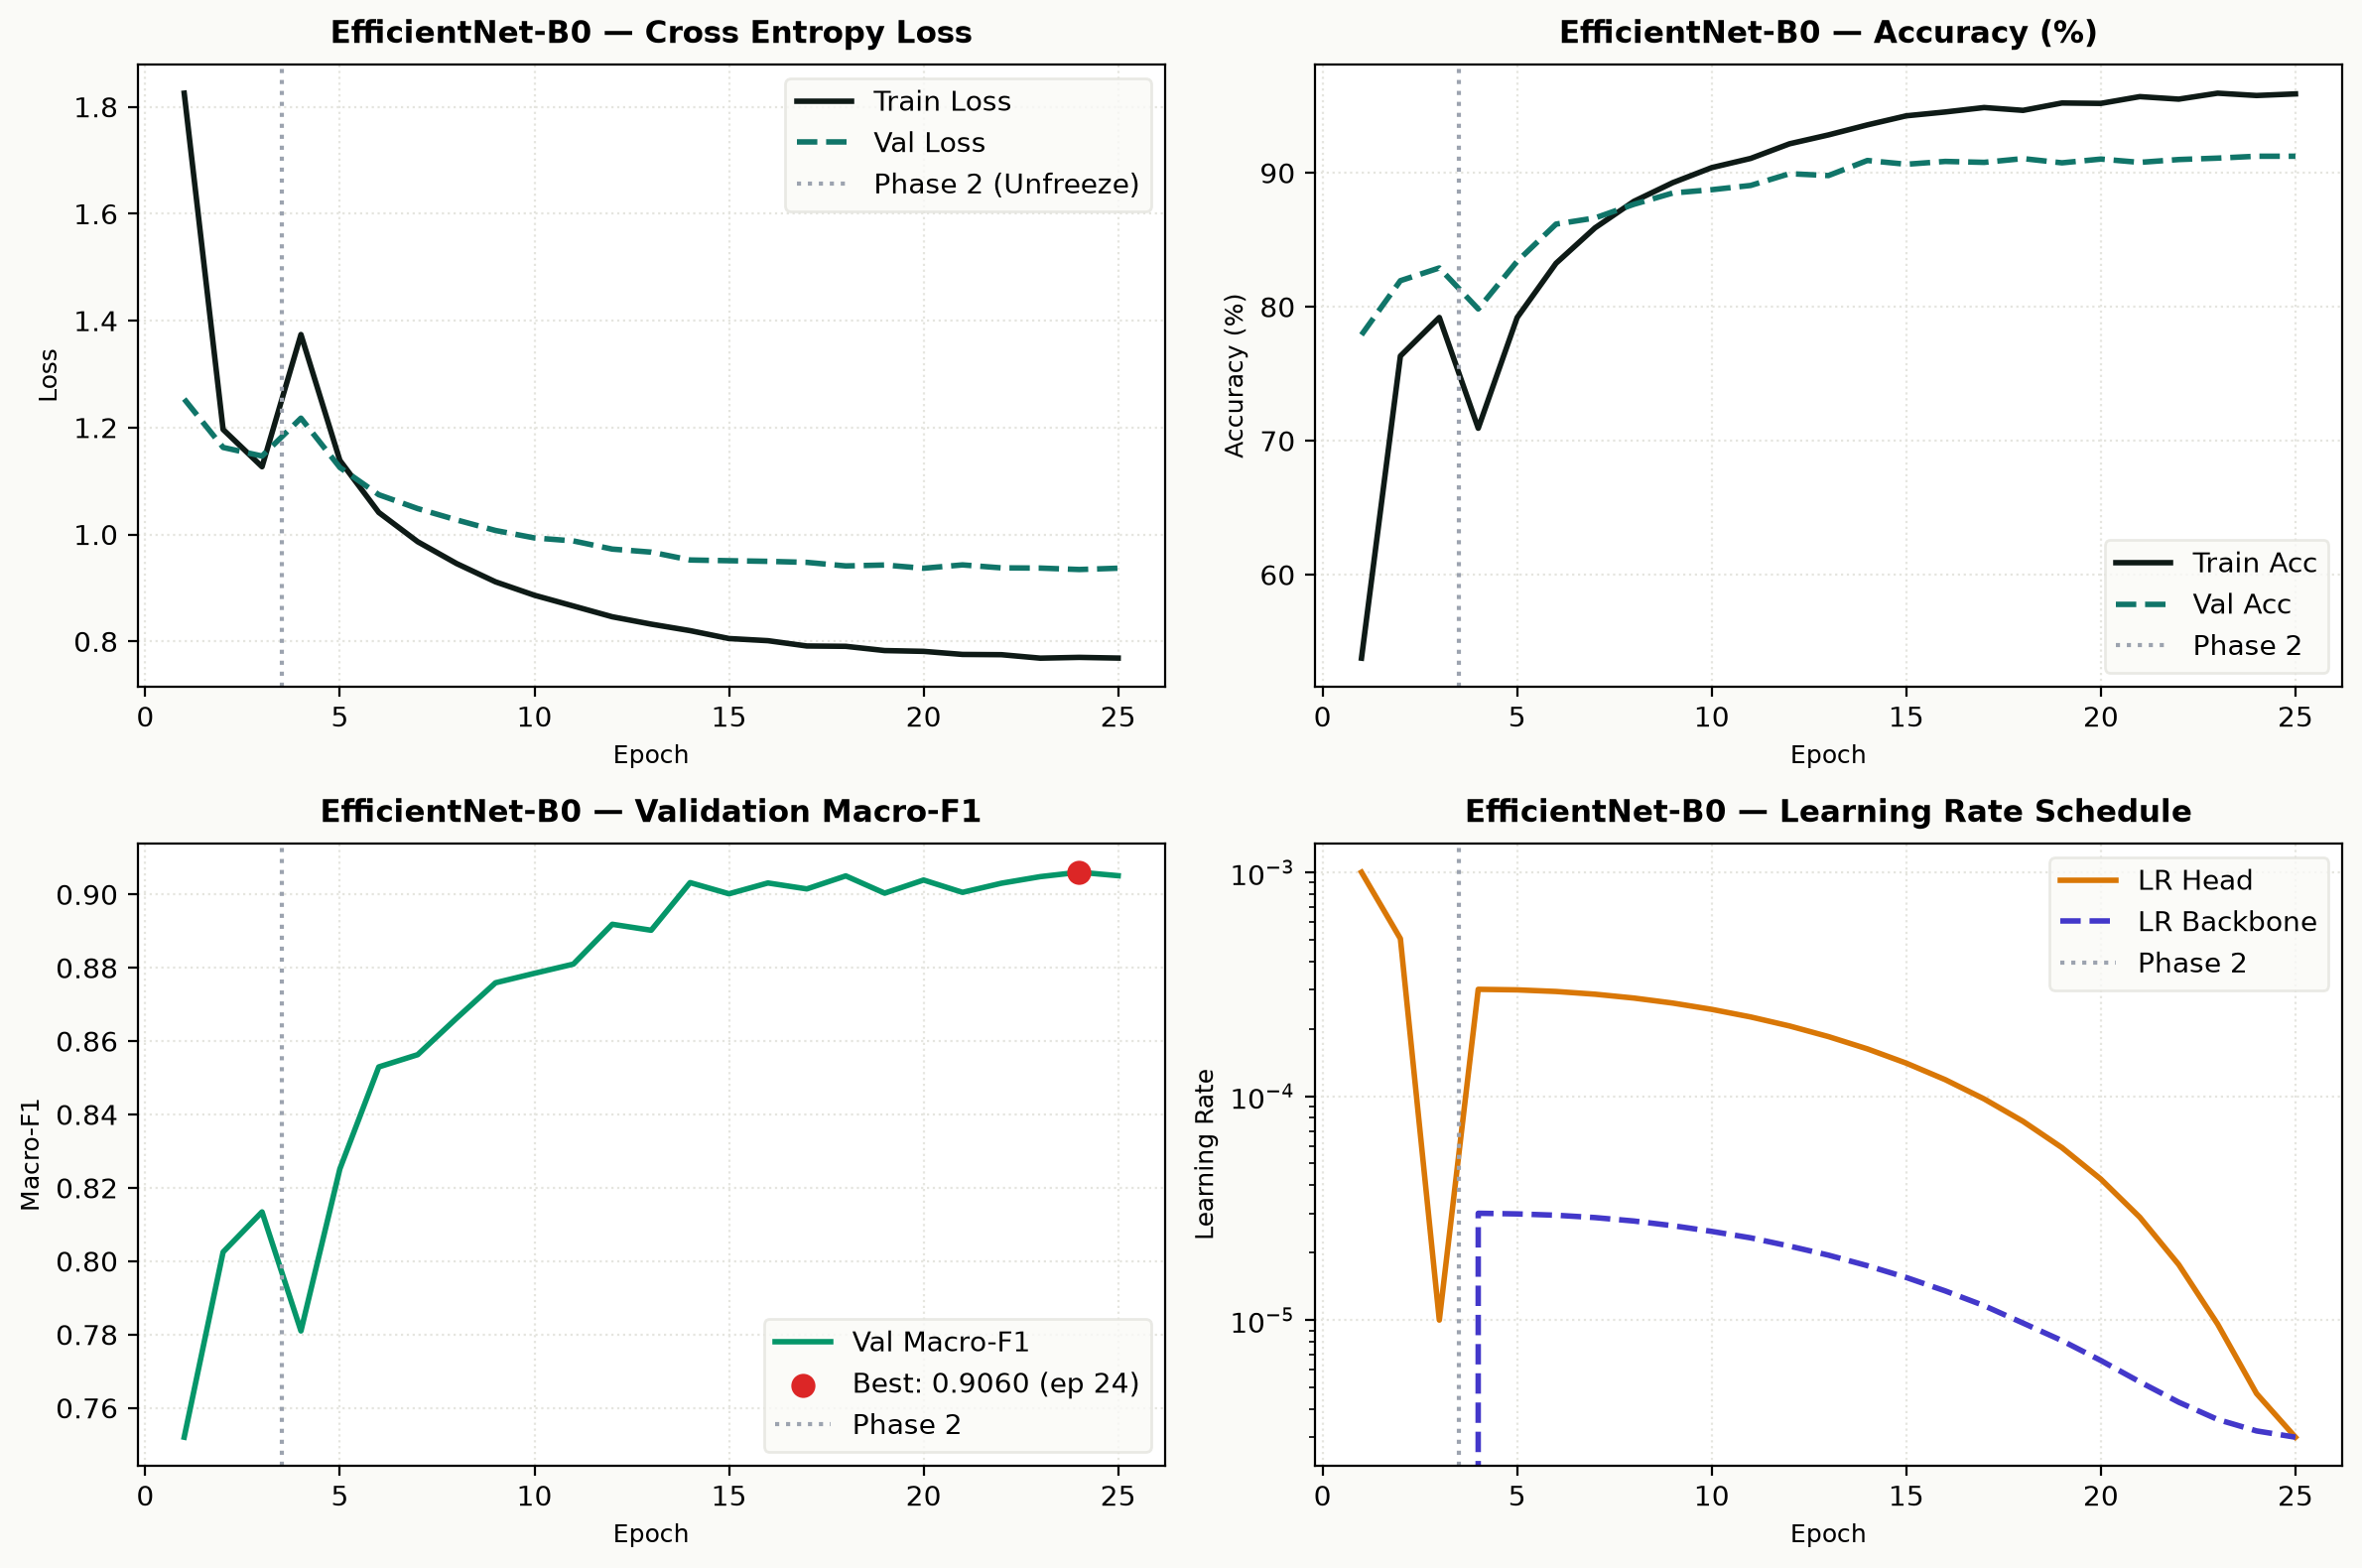 EfficientNet-B0 — Cross Entropy Loss
Loss
1.8
1.6
1.4
1.2
1.0
0.8
Train Loss
Val Loss
Phase 2 (Unfreeze)
0 5 10 15 20 25
Epoch
EfficientNet-B0 — Accuracy (%)
Accuracy (%)
90
80
70
60
Train Acc
Val Acc
Phase 2
0 5 10 15 20 25
Epoch
EfficientNet-B0 — Validation Macro-F1
Macro-F1
0.90
0.88
0.86
0.84
0.82
0.80
0.78
0.76
Val Macro-F1
Best: 0.9060 (ep 24)
Phase 2
0 5 10 15 20 25
Epoch
EfficientNet-B0 — Learning Rate Schedule
Learning Rate
10⁻³
10⁻⁴
10⁻⁵
LR Head
LR Backbone
Phase 2
0 5 10 15 20 25
Epoch